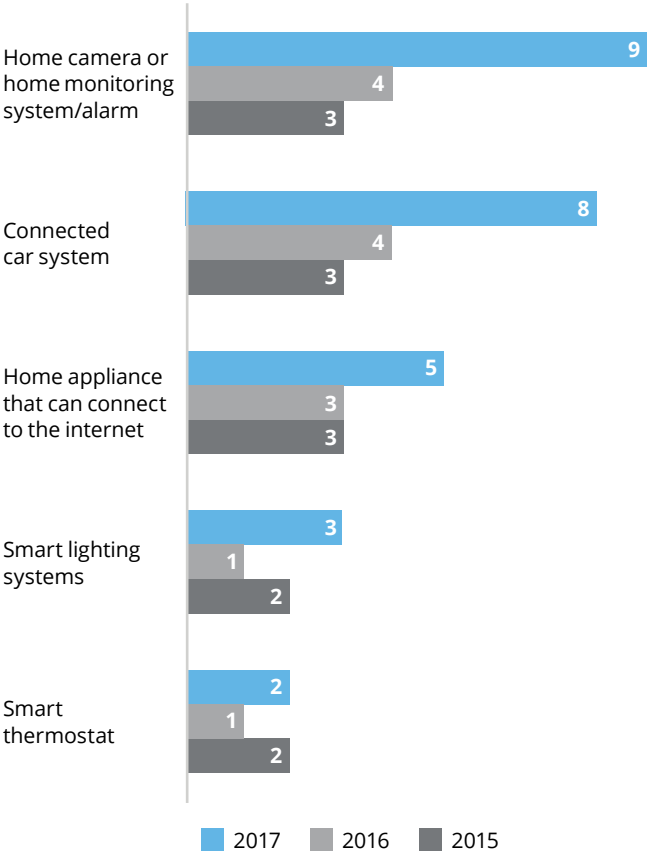 Home camera or
home monitoring
system/alarm
9
4
3
Connected
car system
8
4
3
Home appliance
that can connect
to the internet
5
3
3
Smart lighting
systems
3
1
2
Smart
thermostat
2
1
2
2017 2016 2015